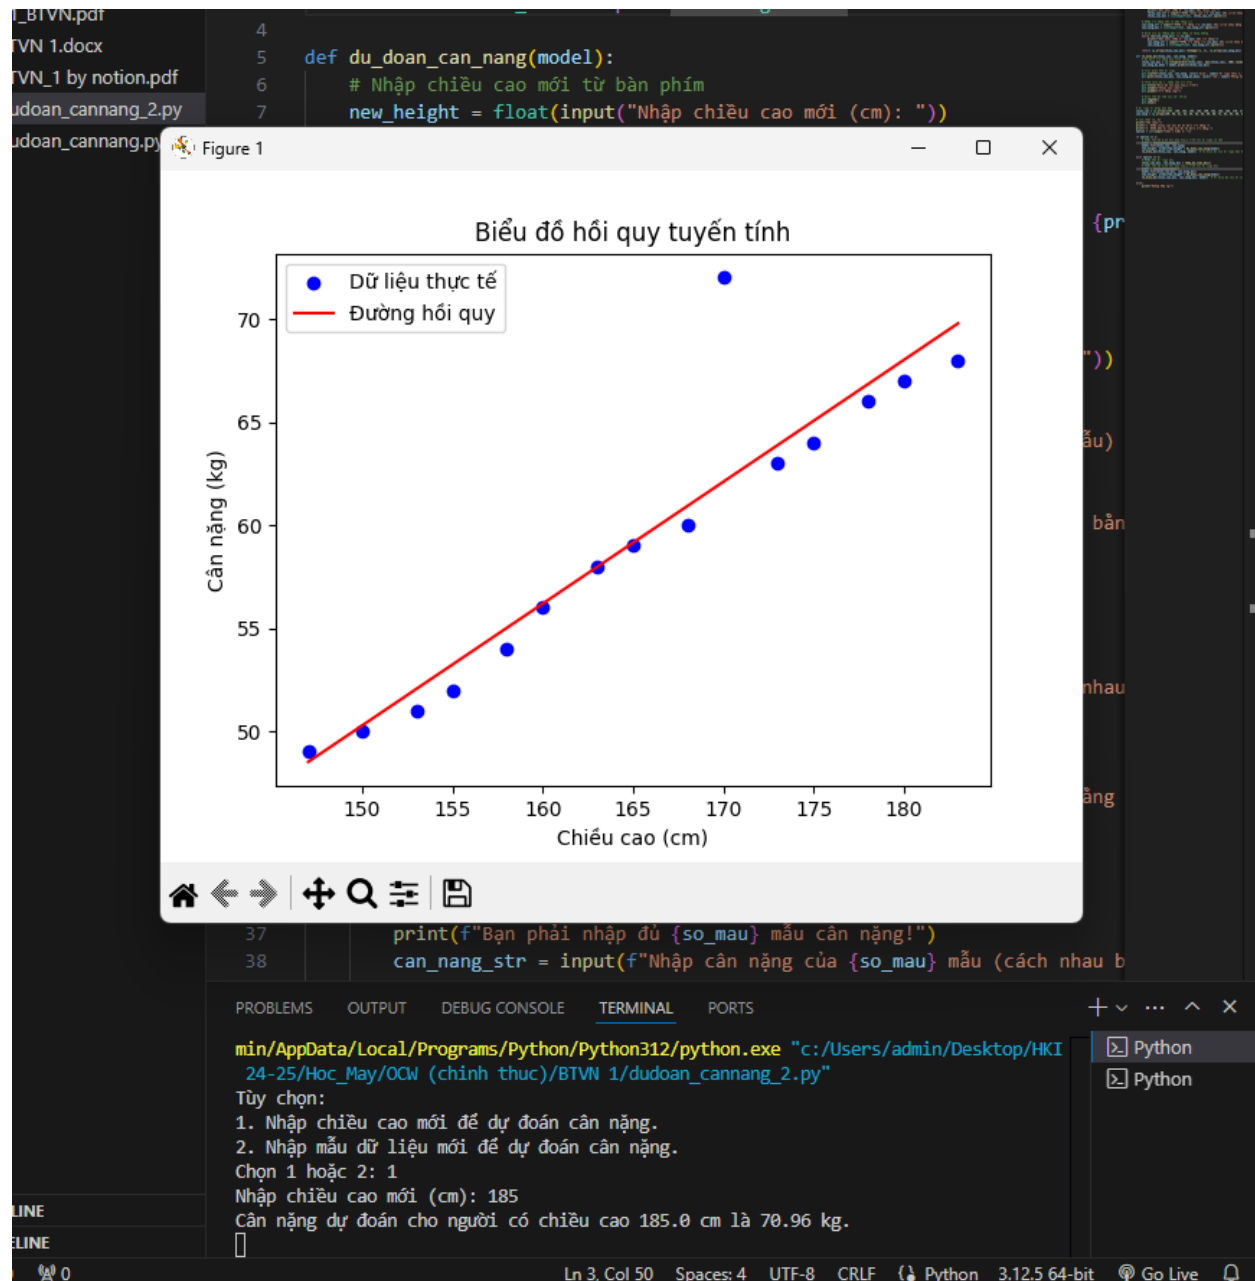 T_BTVN.pdf
TVN 1.docx
TVN_1 by notion.pdf
udoan_cannang_2.py
udoan_cannang.py
4
5 def du_doan_can_nang(model):
6 # Nhập chiều cao mới từ bàn phím
7 new_height = float(input("Nhập chiều cao mới (cm): "))
Figure 1
{pr
"))
ẫu)
bằn
nhau
ằng
Biểu đồ hồi quy tuyến tính
Dữ liệu thực tế
Đường hồi quy
70
65
60
55
50
Cân nặng (kg)
150 155 160 165 170 175 180
Chiều cao (cm)
37 print(f"Bạn phải nhập đủ {so_mau} mẫu cân nặng!")
38 can_nang_str = input(f"Nhập cân nặng của {so_mau} mẫu (cách nhau b
PROBLEMS OUTPUT DEBUG CONSOLE TERMINAL PORTS
min/AppData/Local/Programs/Python/Python312/python.exe "c:/Users/admin/Desktop/HKI
24-25/Hoc_May/OCW (chinh thuc)/BTVN 1/dudoan_cannang_2.py"
Tùy chọn:
1. Nhập chiều cao mới để dự đoán cân nặng.
2. Nhập mẫu dữ liệu mới để dự đoán cân nặng.
Chọn 1 hoặc 2: 1
Nhập chiều cao mới (cm): 185
Cân nặng dự đoán cho người có chiều cao 185.0 cm là 70.96 kg.
Python
Python
LINE
ELINE
0 Ln 3, Col 50 Spaces: 4 UTF-8 CRLF Python 3.12.5 64-bit Go Live